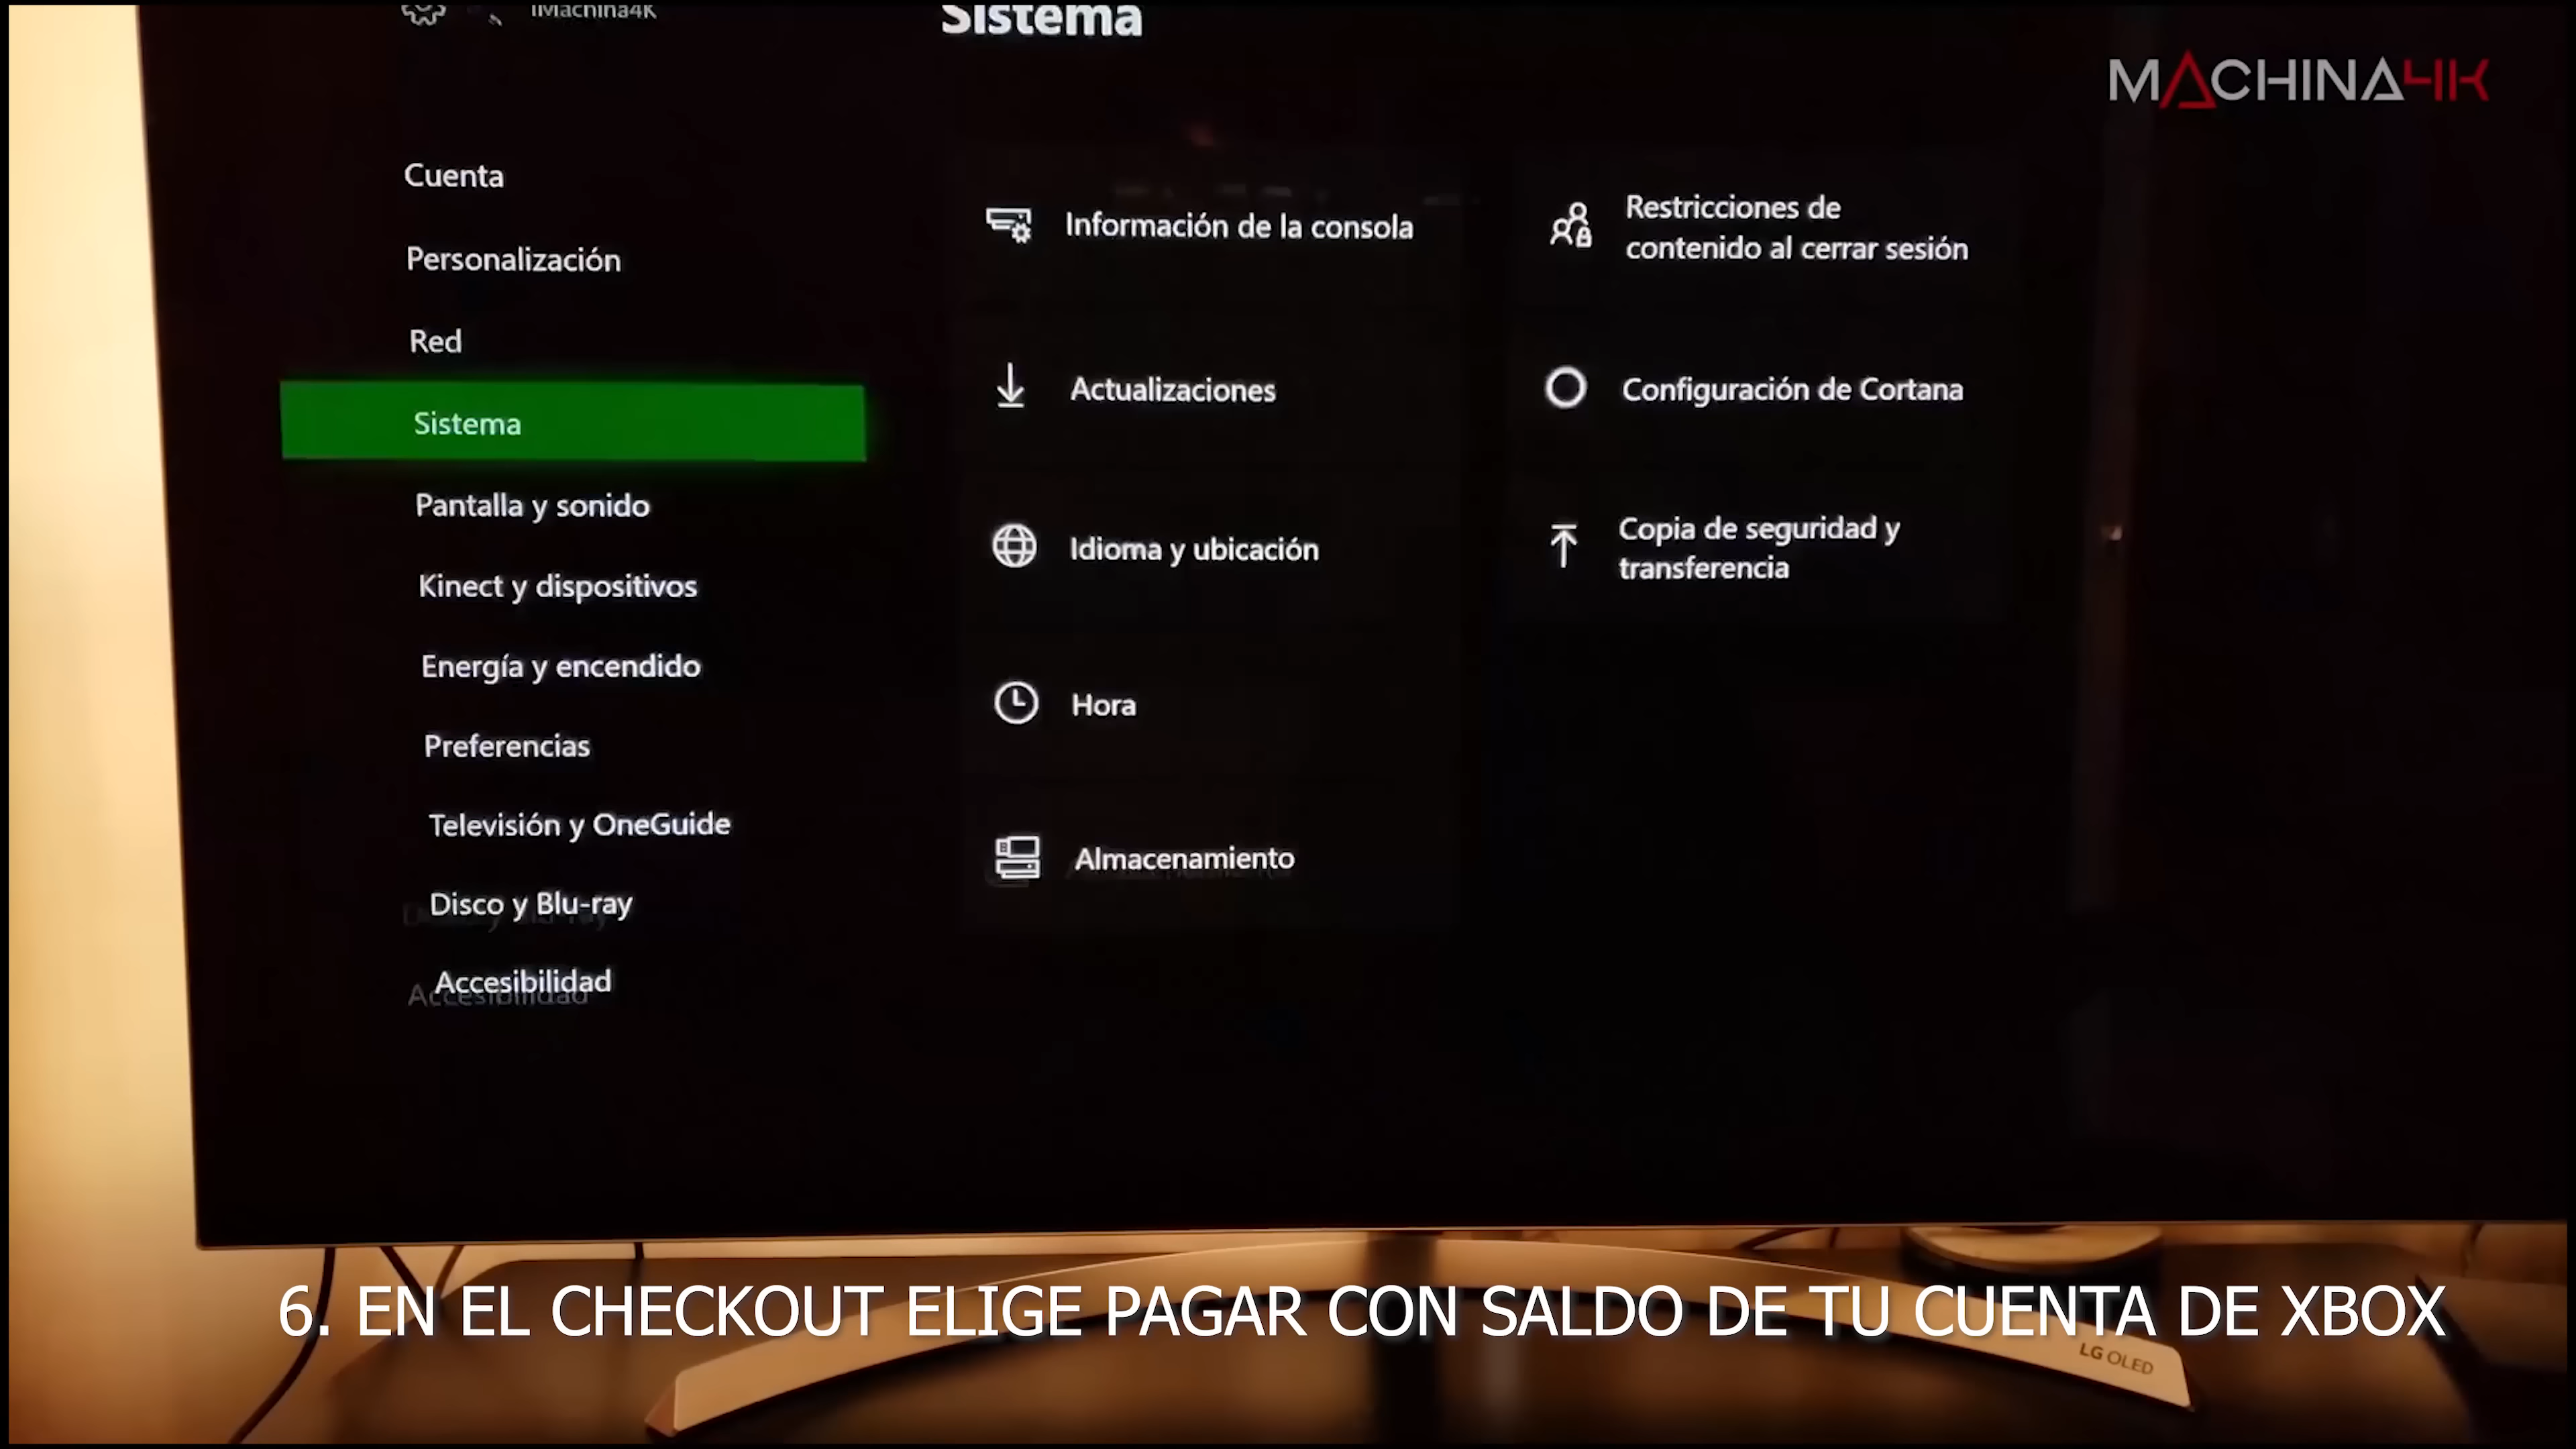 iMachina4K
Sistema
MACHINA4K
Cuenta
Personalización
Red
Sistema
Pantalla y sonido
Kinect y dispositivos
Energía y encendido
Preferencias
Televisión y OneGuide
Disco y Blu-ray
Accesibilidad
Información de la consola
Actualizaciones
Idioma y ubicación
Hora
Almacenamiento
Restricciones de
contenido al cerrar sesión
Configuración de Cortana
Copia de seguridad y
transferencia
6. EN EL CHECKOUT ELIGE PAGAR CON SALDO DE TU CUENTA DE XBOX
LG OLED